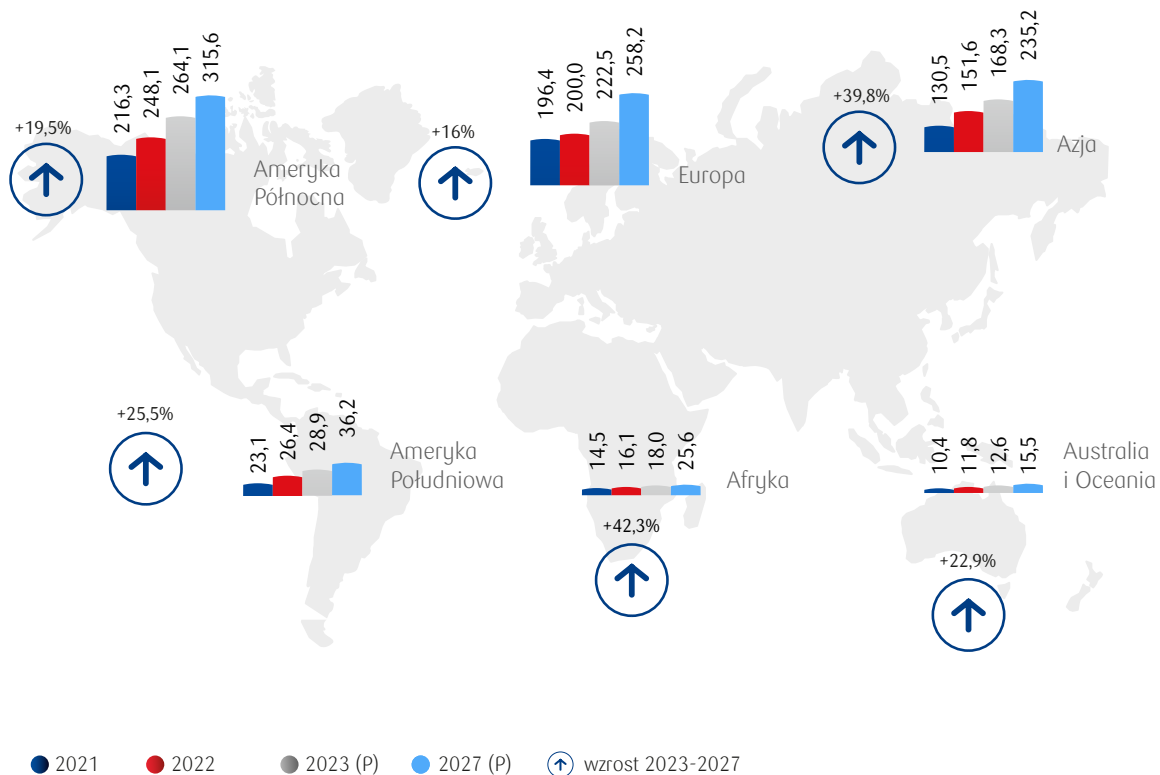 +19,5%
216,3
248,1
264,1
315,6
Ameryka
Północna
+16%
196,4
200,0
222,5
258,2
Europa
+39,8%
130,5
151,6
168,3
235,2
Azja
+25,5%
23,1
26,4
28,9
36,2
Ameryka
Południowa
14,5
16,1
18,0
25,6
Afryka
+42,3%
10,4
11,8
12,6
15,5
Australia
i Oceania
+22,9%
2021
2022
2023 (P)
2027 (P)
wzrost 2023-2027